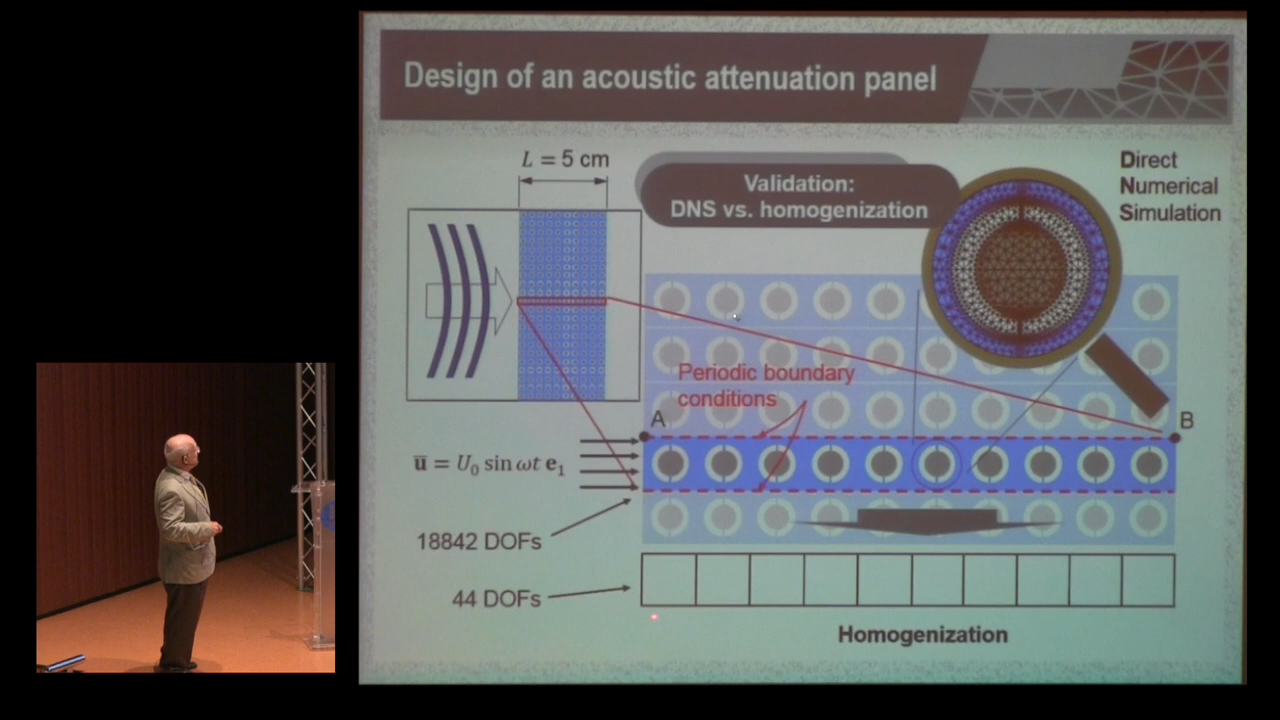 Design of an acoustic attenuation panel
L = 5 cm
Validation:
DNS vs. homogenization
Direct
Numerical
Simulation
Periodic boundary
conditions
A
B
u̅ = U₀ sin ωt e₁
18842 DOFs
44 DOFs
Homogenization